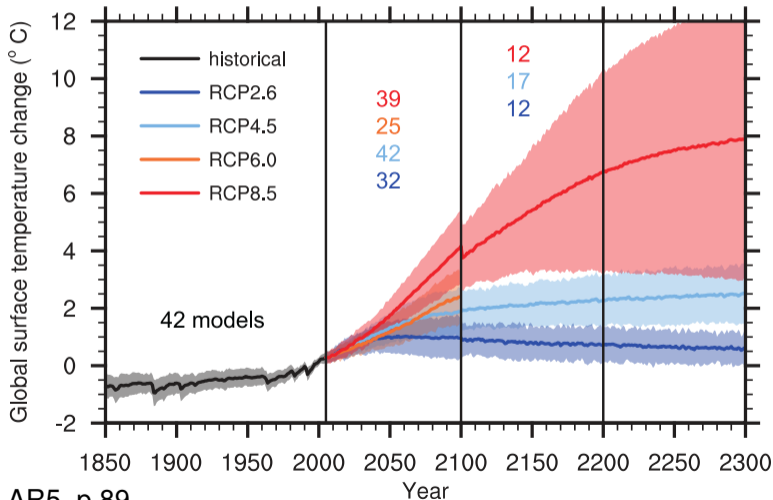 Global surface temperature change (° C)
12
10
8
6
4
2
0
-2
historical
RCP2.6
RCP4.5
RCP6.0
RCP8.5
42 models
39
25
42
32
12
17
12
1850 1900 1950 2000 2050 2100 2150 2200 2250 2300
Year
AR5, p.89